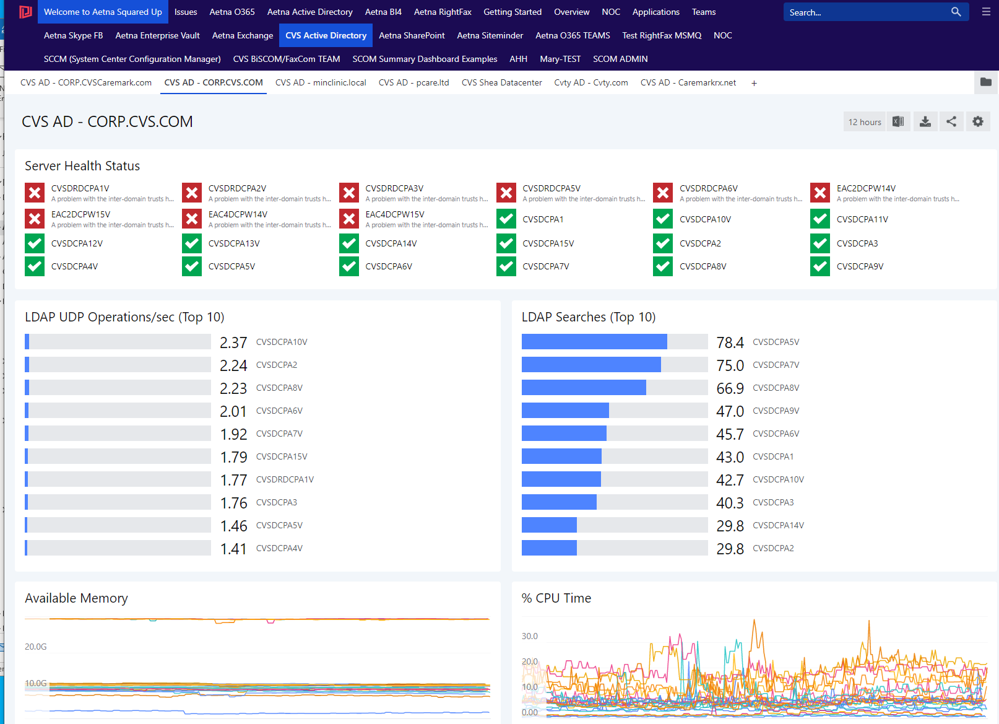 Welcome to Aetna Squared Up Issues Aetna O365 Aetna Active Directory Aetna BI4 Aetna RightFax Getting Started Overview NOC Applications Teams Search...
Aetna Skype FB Aetna Enterprise Vault Aetna Exchange CVS Active Directory Aetna SharePoint Aetna Siteminder Aetna O365 TEAMS Test RightFax MSMQ NOC
SCCM (System Center Configuration Manager) CVS BiSCOM/FaxCom TEAM SCOM Summary Dashboard Examples AHH Mary-TEST SCOM ADMIN
CVS AD - CORP.CVSCaremark.com CVS AD - CORP.CVS.COM CVS AD - minclinic.local CVS AD - pcare.ltd CVS Shea Datacenter Cvty AD - Cvty.com CVS AD - Caremarkrx.net +
CVS AD - CORP.CVS.COM
12 hours
Server Health Status
CVSDRDCPA1V CVSDRDCPA2V CVSDRDCPA3V CVSDRDCPA5V CVSDRDCPA6V EAC2DCPW14V
A problem with the inter-domain trusts h... A problem with the inter-domain trusts h... A problem with the inter-domain trusts h... A problem with the inter-domain trusts h... A problem with the inter-domain trusts h... A problem with the inter-domain trusts h...
EAC2DCPW15V EAC4DCPW14V EAC4DCPW15V CVSDCPA1 CVSDCPA10V CVSDCPA11V
A problem with the inter-domain trusts h... A problem with the inter-domain trusts h... A problem with the inter-domain trusts h...
CVSDCPA12V CVSDCPA13V CVSDCPA14V CVSDCPA15V CVSDCPA2 CVSDCPA3
CVSDCPA4V CVSDCPA5V CVSDCPA6V CVSDCPA7V CVSDCPA8V CVSDCPA9V
LDAP UDP Operations/sec (Top 10)
2.37 CVSDCPA10V
2.24 CVSDCPA2
2.23 CVSDCPA8V
2.01 CVSDCPA6V
1.92 CVSDCPA7V
1.79 CVSDCPA15V
1.77 CVSDRDCPA1V
1.76 CVSDCPA3
1.46 CVSDCPA5V
1.41 CVSDCPA4V
LDAP Searches (Top 10)
78.4 CVSDCPA5V
75.0 CVSDCPA7V
66.9 CVSDCPA8V
47.0 CVSDCPA9V
45.7 CVSDCPA6V
43.0 CVSDCPA1
42.7 CVSDCPA10V
40.3 CVSDCPA3
29.8 CVSDCPA14V
29.8 CVSDCPA2
Available Memory
20.0G
10.0G
% CPU Time
30.0
20.0
10.0
0.00